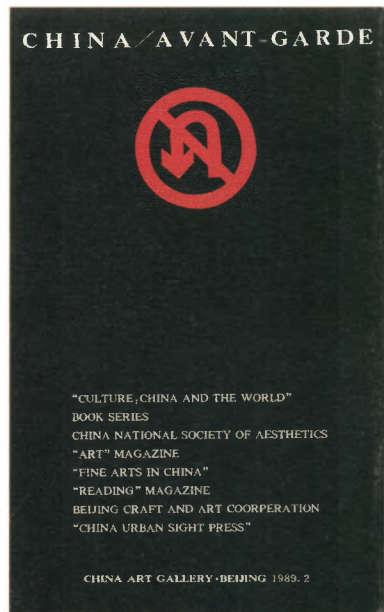 CHINA/AVANT-GARDE
"CULTURE;CHINA AND THE WORLD"
BOOK SERIES
CHINA NATIONAL SOCIETY OF AESTHETICS
"ART" MAGAZINE
"FINE ARTS IN CHINA"
"READING" MAGAZINE
BEIJING CRAFT AND ART COORPERATION
"CHINA URBAN SIGHT PRESS"
CHINA ART GALLERY·BEIJING 1989.2